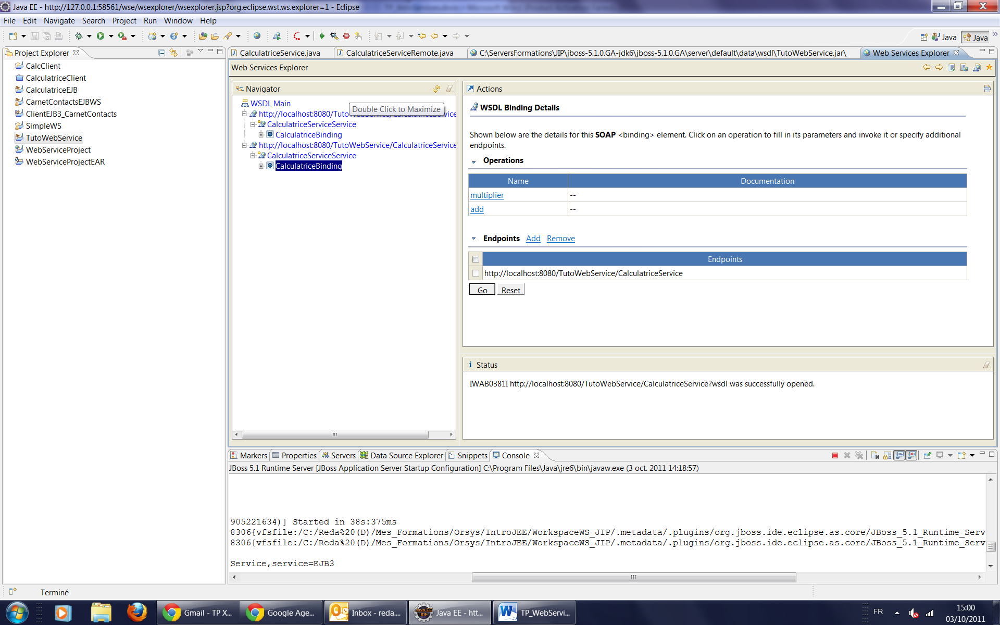 Java EE - http://127.0.0.1:58561/wse/wsexplorer/wsexplorer.jsp?org.eclipse.wst.ws.explorer=1 - Eclipse
File Edit Navigate Search Project Run Window Help
Java Java
Project Explorer
CalcClient
CalculatriceClient
CalculatriceEJB
CarnetContactsEJBWS
ClientEJB3_CarnetContacts
SimpleWS
TutoWebService
WebServiceProject
WebServiceProjectEAR
CalculatriceService.java CalculatriceServiceRemote.java C:\ServersFormations\JIP\jboss-5.1.0.GA-jdk6\jboss-5.1.0.GA\server\default\data\wsdl\TutoWebService.jar\ Web Services Explorer
Web Services Explorer
Navigator
WSDL Main
Double Click to Maximize
http://localhost:8080/TutoWebService/CalculatriceService
CalculatriceServiceService
CalculatriceBinding
http://localhost:8080/TutoWebService/CalculatriceService
CalculatriceServiceService
CalculatriceBinding
Actions
WSDL Binding Details
Shown below are the details for this SOAP <binding> element. Click on an operation to fill in its parameters and invoke it or specify additional
endpoints.
Operations
Name Documentation
multiplier --
add --
Endpoints Add Remove
Endpoints
http://localhost:8080/TutoWebService/CalculatriceService
Go Reset
Status
IWAB0381I http://localhost:8080/TutoWebService/CalculatriceService?wsdl was successfully opened.
Markers Properties Servers Data Source Explorer Snippets Console
JBoss 5.1 Runtime Server [JBoss Application Server Startup Configuration] C:\Program Files\Java\jre6\bin\javaw.exe (3 oct. 2011 14:18:57)
905221634)] Started in 38s:375ms
8306{vfsfile:/C:/Reda%20(D)/Mes_Formations/Orsys/IntroJEE/WorkspaceWS_JIP/.metadata/.plugins/org.jboss.ide.eclipse.as.core/JBoss_5.1_Runtime_Serv
8306{vfsfile:/C:/Reda%20(D)/Mes_Formations/Orsys/IntroJEE/WorkspaceWS_JIP/.metadata/.plugins/org.jboss.ide.eclipse.as.core/JBoss_5.1_Runtime_Serv
Service,service=EJB3
Terminé
Gmail - TP X... Google Age... Inbox - reda.... Java EE - htt... TP_WebServi... FR 15:00
03/10/2011